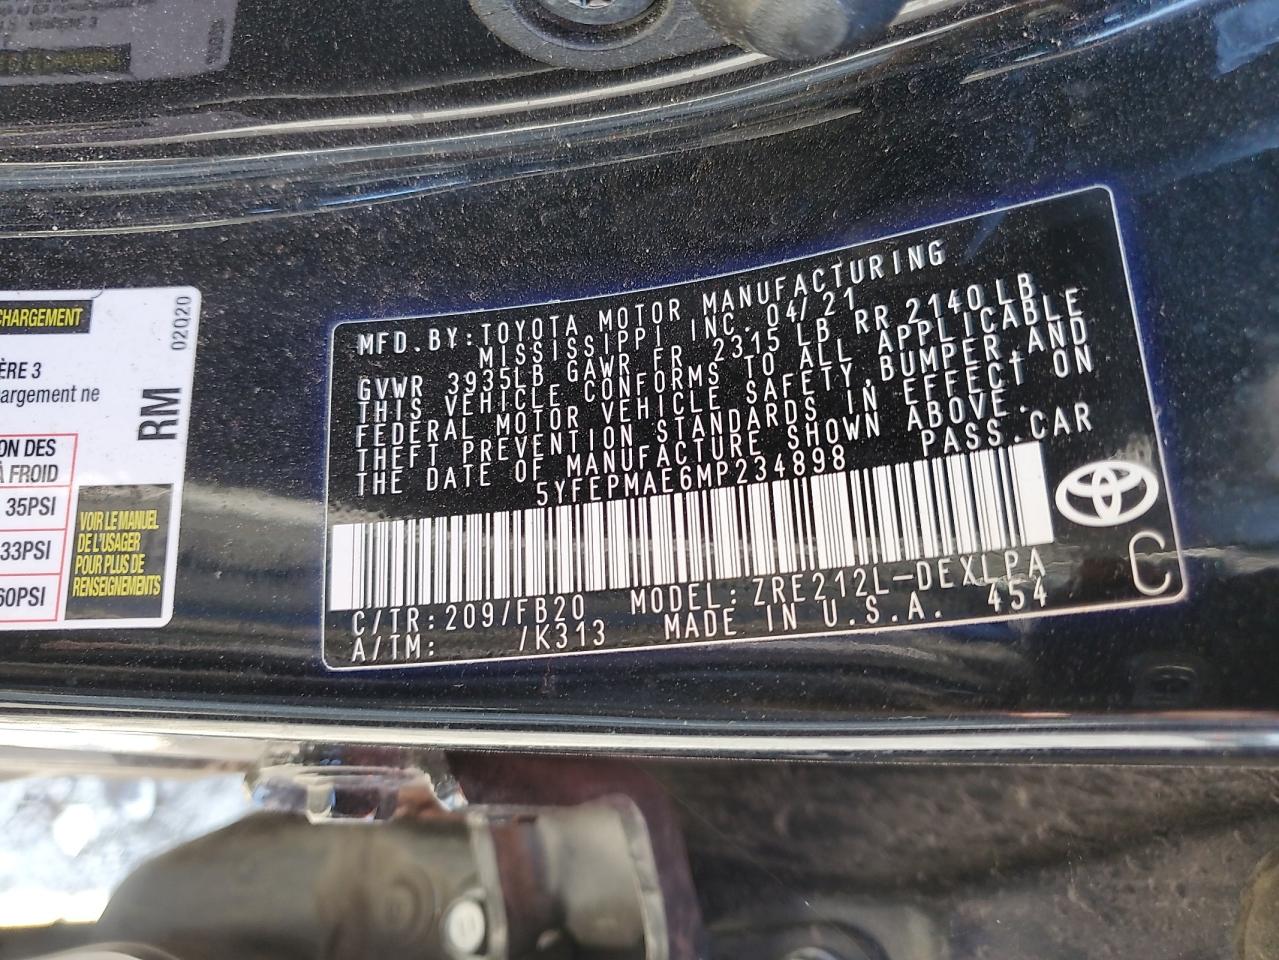 CHARGEMENT
02020
ÈRE 3
argement ne
RM
ON DES
À FROID
35PSI
33PSI
60PSI
VOIR LE MANUEL
DE L'USAGER
POUR PLUS DE
RENSEIGNEMENTS
MFD. BY: TOYOTA MOTOR MANUFACTURING
MISSISSIPPI INC. 04/21
GVWR 3935LB GAWR FR 2315 LB RR 2140 LB
THIS VEHICLE CONFORMS TO ALL APPLICABLE
FEDERAL MOTOR VEHICLE SAFETY, BUMPER, AND
THEFT PREVENTION STANDARDS IN EFFECT ON
THE DATE OF MANUFACTURE SHOWN ABOVE.
5YFEPMAE6MP234898 PASS. CAR
C/TR: 209/FB20 MODEL: ZRE212L-DEXLPA
A/TM: /K313 MADE IN U.S.A. 454
C